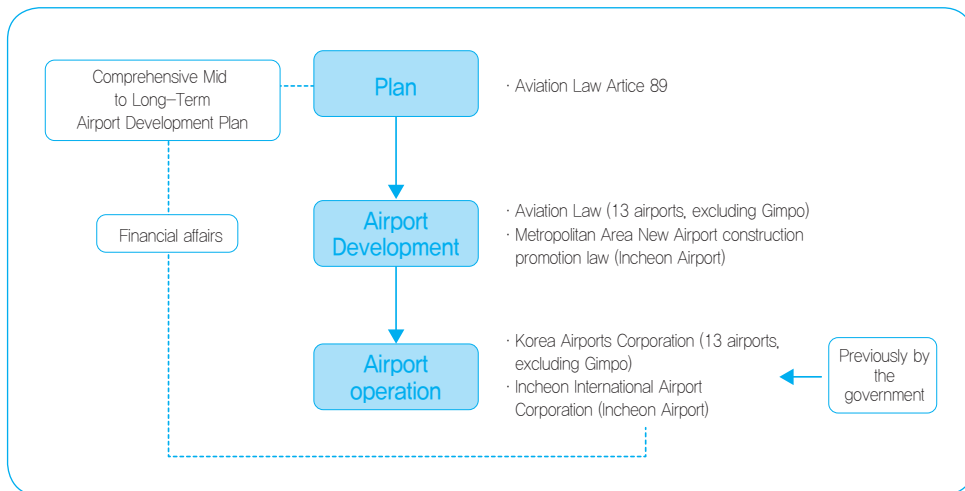 Comprehensive Mid
to Long-Term
Airport Development Plan
Plan
· Aviation Law Artice 89
Financial affairs
Airport
Development
· Aviation Law (13 airports, excluding Gimpo)
· Metropolitan Area New Airport construction
promotion law (Incheon Airport)
Airport
operation
· Korea Airports Corporation (13 airports,
excluding Gimpo)
· Incheon International Airport
Corporation (Incheon Airport)
Previously by
the
government